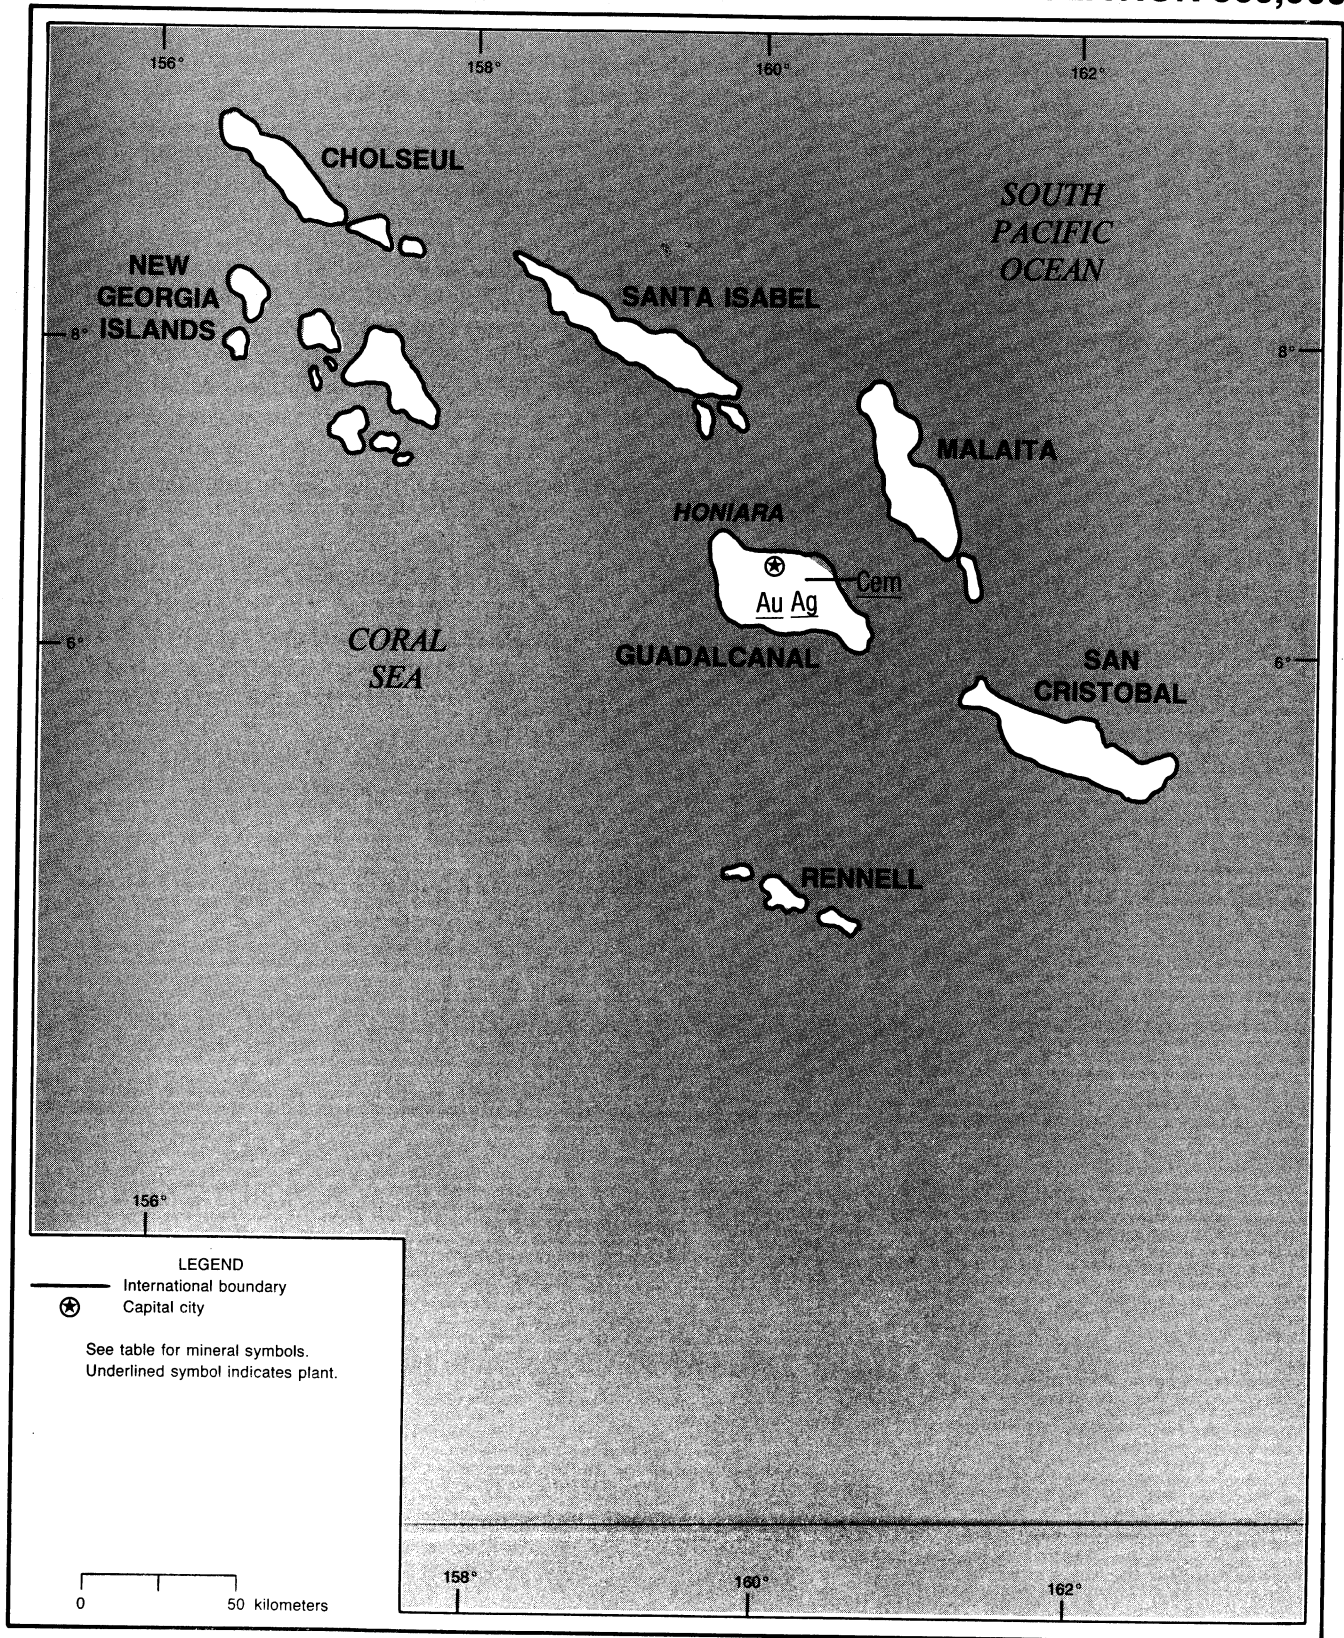 156°
158°
160°
162°
CHOLSEUL
SOUTH
PACIFIC
OCEAN
NEW
GEORGIA
ISLANDS
SANTA ISABEL
8°
8°
MALAITA
HONIARA
Cem
Au Ag
CORAL
SEA
GUADALCANAL
6°
6°
SAN
CRISTOBAL
RENNELL
156°
LEGEND
International boundary
Capital city
See table for mineral symbols.
Underlined symbol indicates plant.
0 50 kilometers
158°
160°
162°